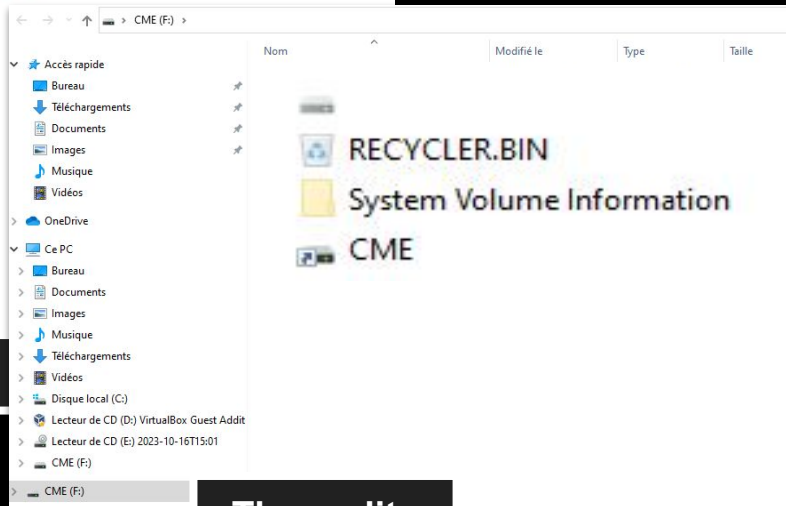 CME (F:)
Nom Modifié le Type Taille
Accès rapide
Bureau
Téléchargements
Documents
Images
Musique
Vidéos
OneDrive
Ce PC
Bureau
Documents
Images
Musique
Téléchargements
Vidéos
Disque local (C:)
Lecteur de CD (D:) VirtualBox Guest Addit
Lecteur de CD (E:) 2023-10-16T15:01
CME (F:)
CME (F:)
RECYCLER.BIN
System Volume Information
CME